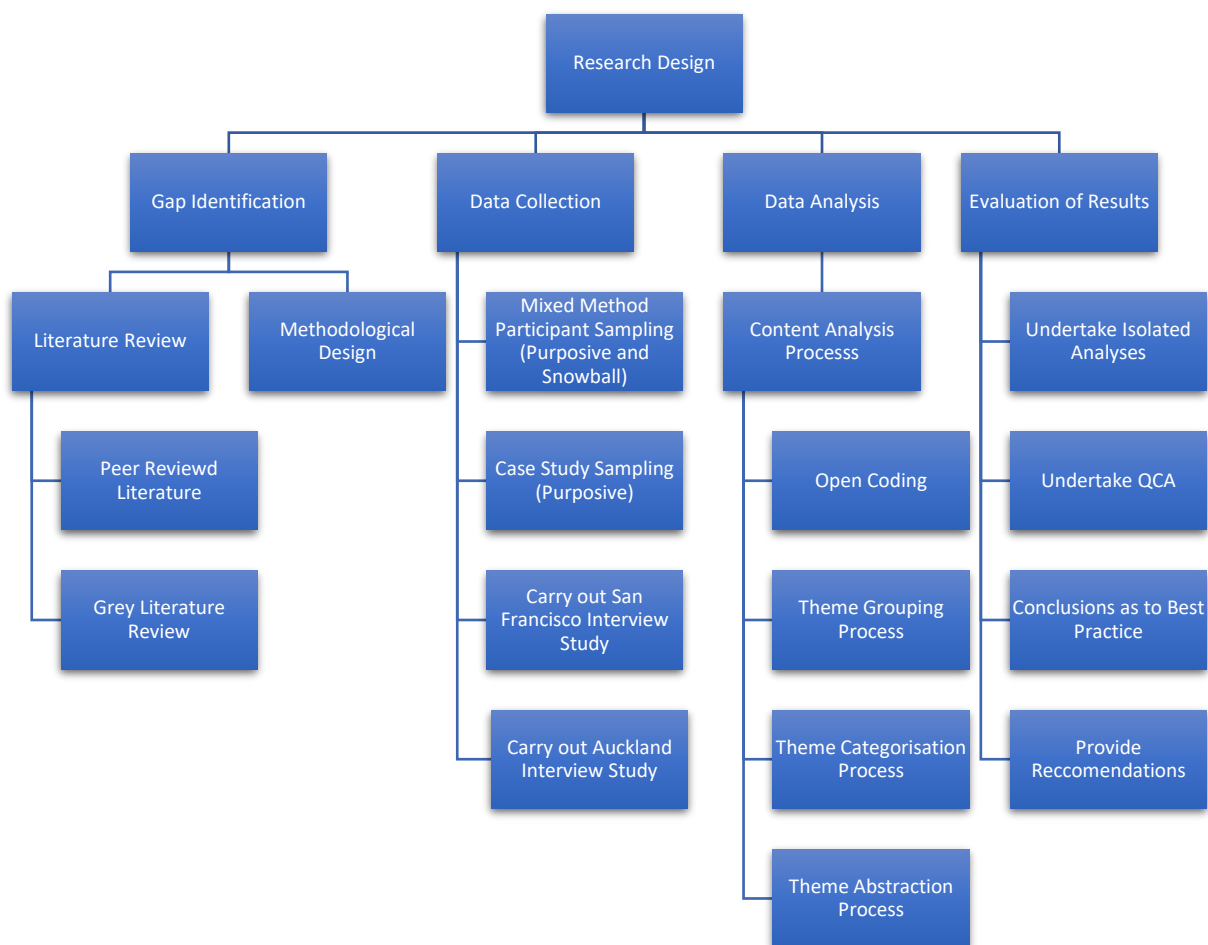 Research Design
Gap Identification
Data Collection
Data Analysis
Evaluation of Results
Literature Review
Methodological
Design
Mixed Method
Participant Sampling
(Purposive and
Snowball)
Content Analysis
Processs
Undertake Isolated
Analyses
Peer Reviewd
Literature
Case Study Sampling
(Purposive)
Open Coding
Undertake QCA
Grey Literature
Review
Carry out San
Francisco Interview
Study
Theme Grouping
Process
Conclusions as to Best
Practice
Carry out Auckland
Interview Study
Theme Categorisation
Process
Provide
Reccomendations
Theme Abstraction
Process